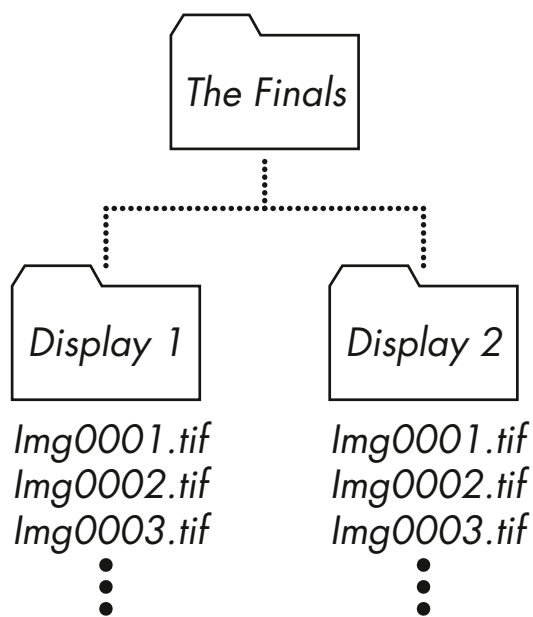 The Finals
Display 1
Display 2
Img0001.tif
Img0002.tif
Img0003.tif
Img0001.tif
Img0002.tif
Img0003.tif